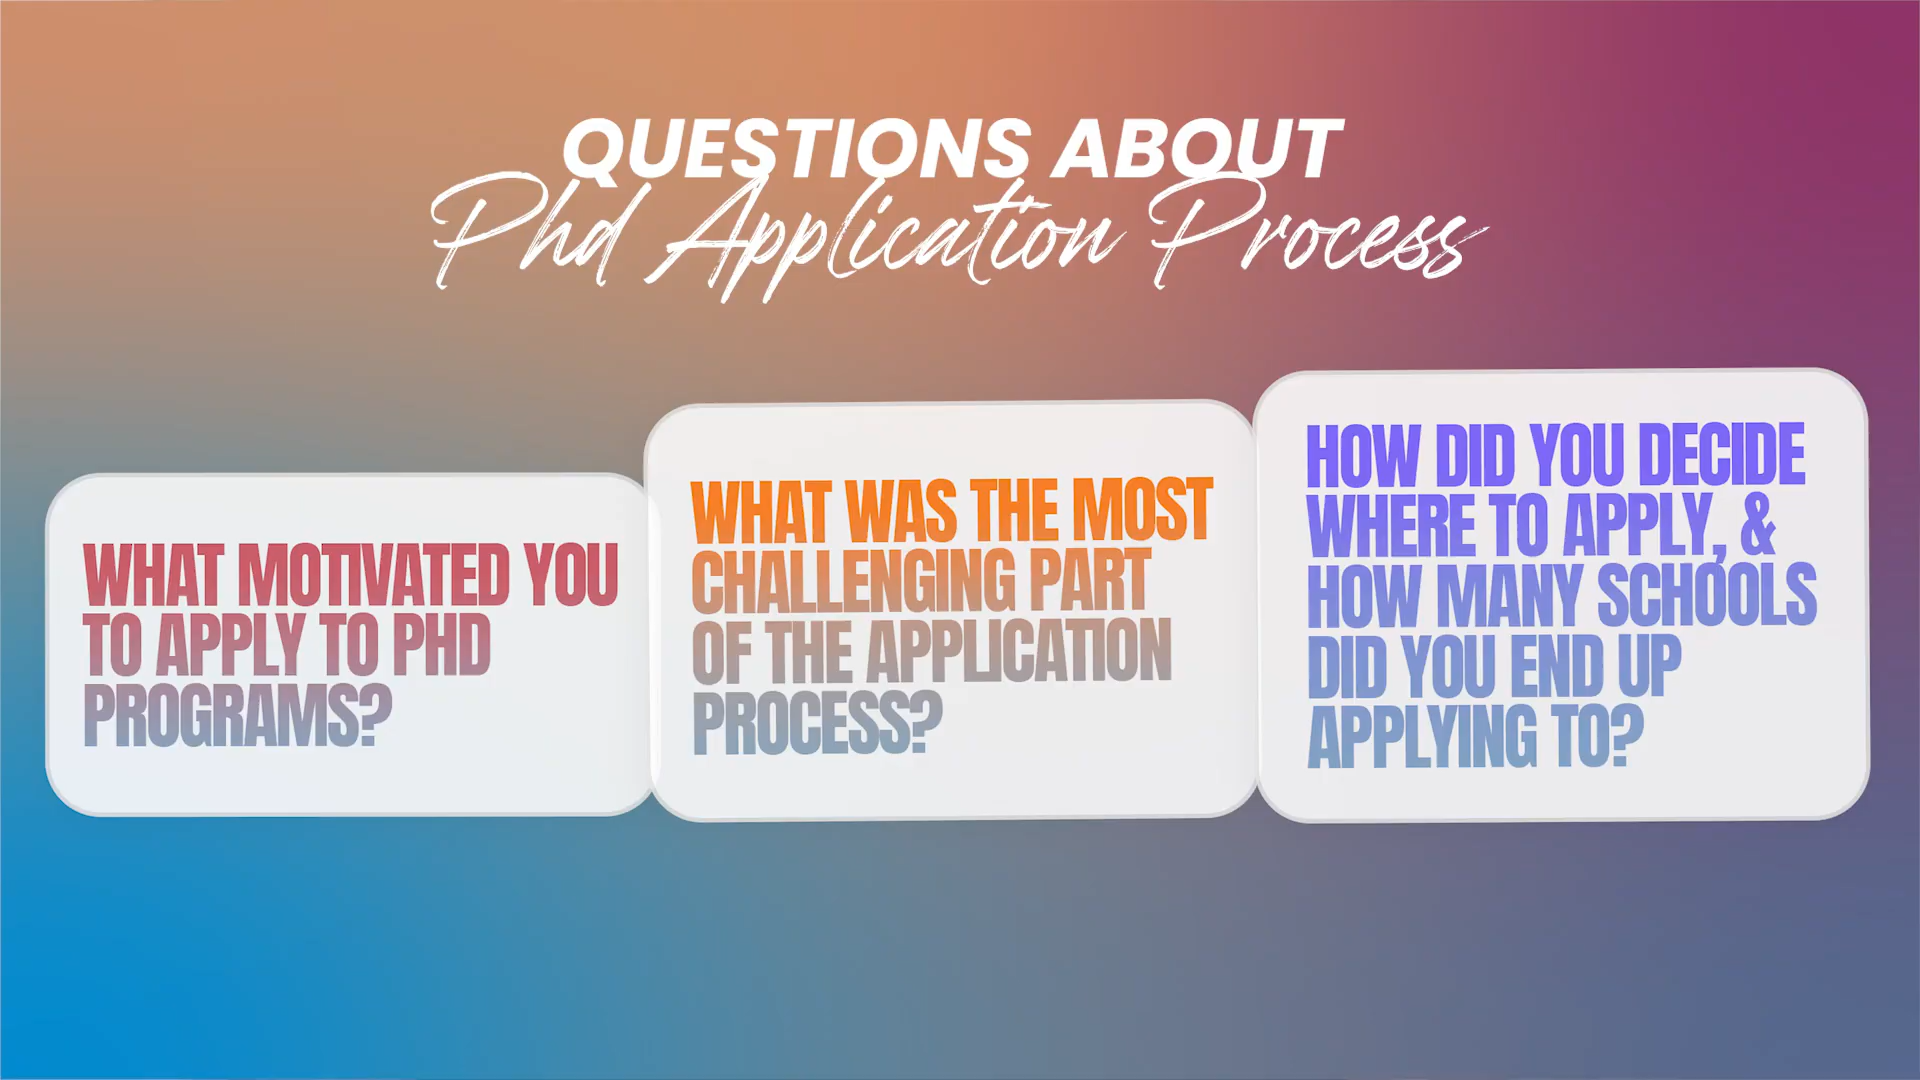 QUESTIONS ABOUT
Phd Application Process
WHAT MOTIVATED YOU
TO APPLY TO PHD
PROGRAMS?
WHAT WAS THE MOST
CHALLENGING PART
OF THE APPLICATION
PROCESS?
HOW DID YOU DECIDE
WHERE TO APPLY, &
HOW MANY SCHOOLS
DID YOU END UP
APPLYING TO?